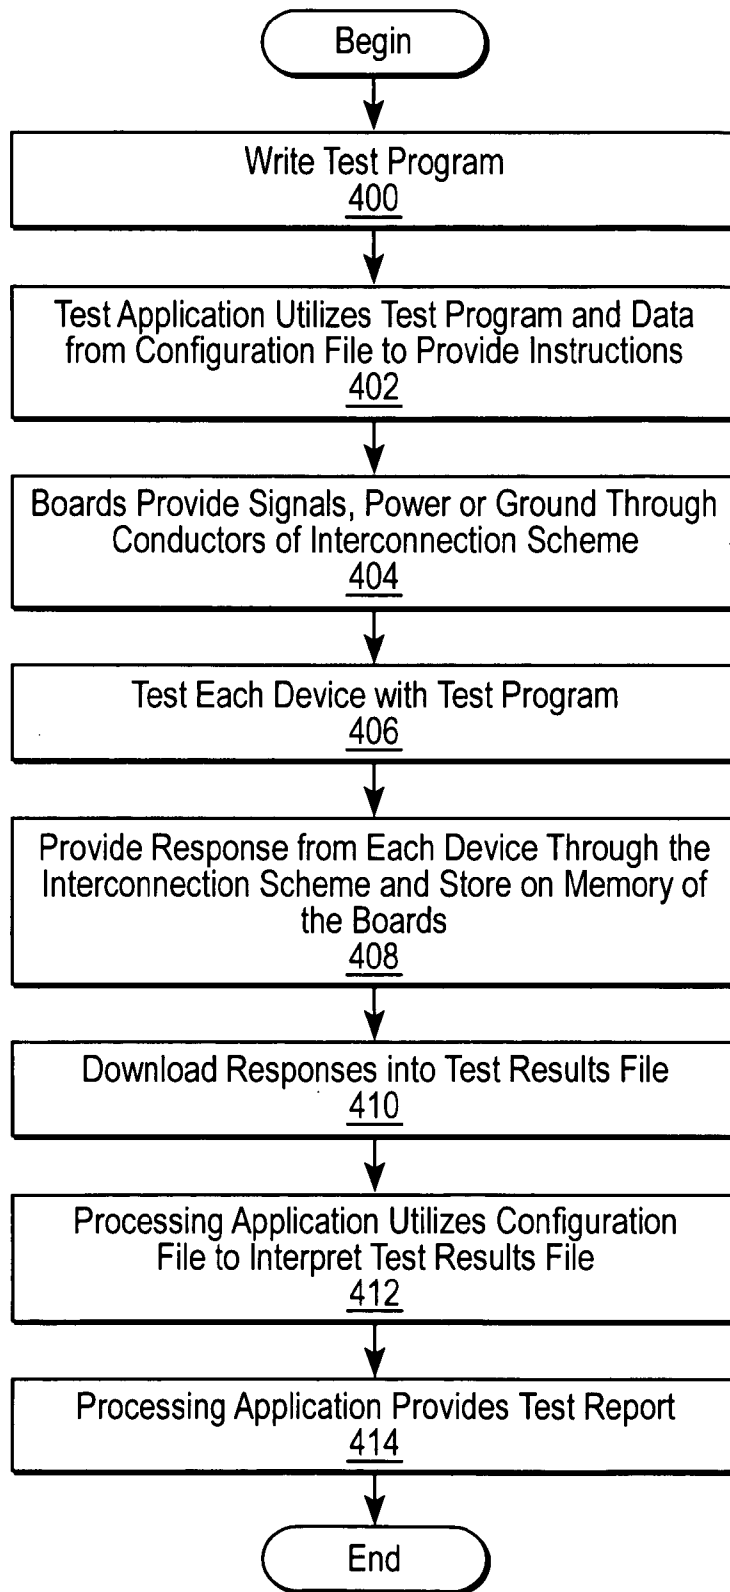 Begin
Write Test Program
400
Test Application Utilizes Test Program and Data
from Configuration File to Provide Instructions
402
Boards Provide Signals, Power or Ground Through
Conductors of Interconnection Scheme
404
Test Each Device with Test Program
406
Provide Response from Each Device Through the
Interconnection Scheme and Store on Memory of
the Boards
408
Download Responses into Test Results File
410
Processing Application Utilizes Configuration
File to Interpret Test Results File
412
Processing Application Provides Test Report
414
End